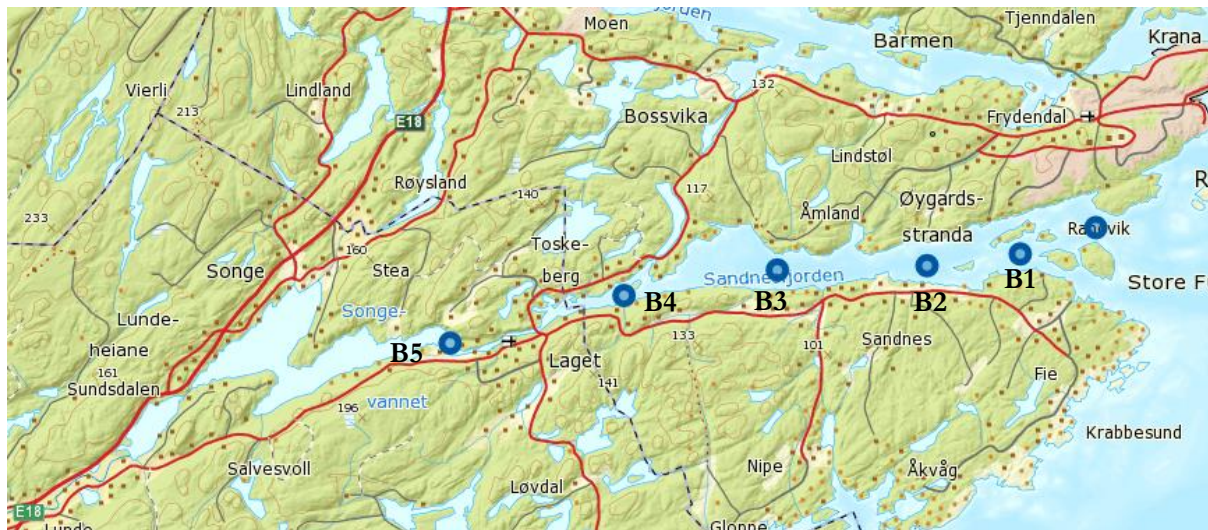 Moen
jorden
Tjenndalen
Barmen
Krana
Vierli
213
Lindland
E18
132
Bossvika
Frydendal
Lindstøl
Røysland
140
117
Øygards-
stranda
Åmland
233
160
Toske-
berg
Songe
Stea
Sandnesfjorden
B1
Store
B4
B3
B2
Lunde-
heiane
Songe-
vannet
B5
133
101
Sandnes
161
Sundsdalen
Laget
141
Fie
196
Krabbesund
Salvesvoll
Nipe
Åkvåg
Løvdal
E18